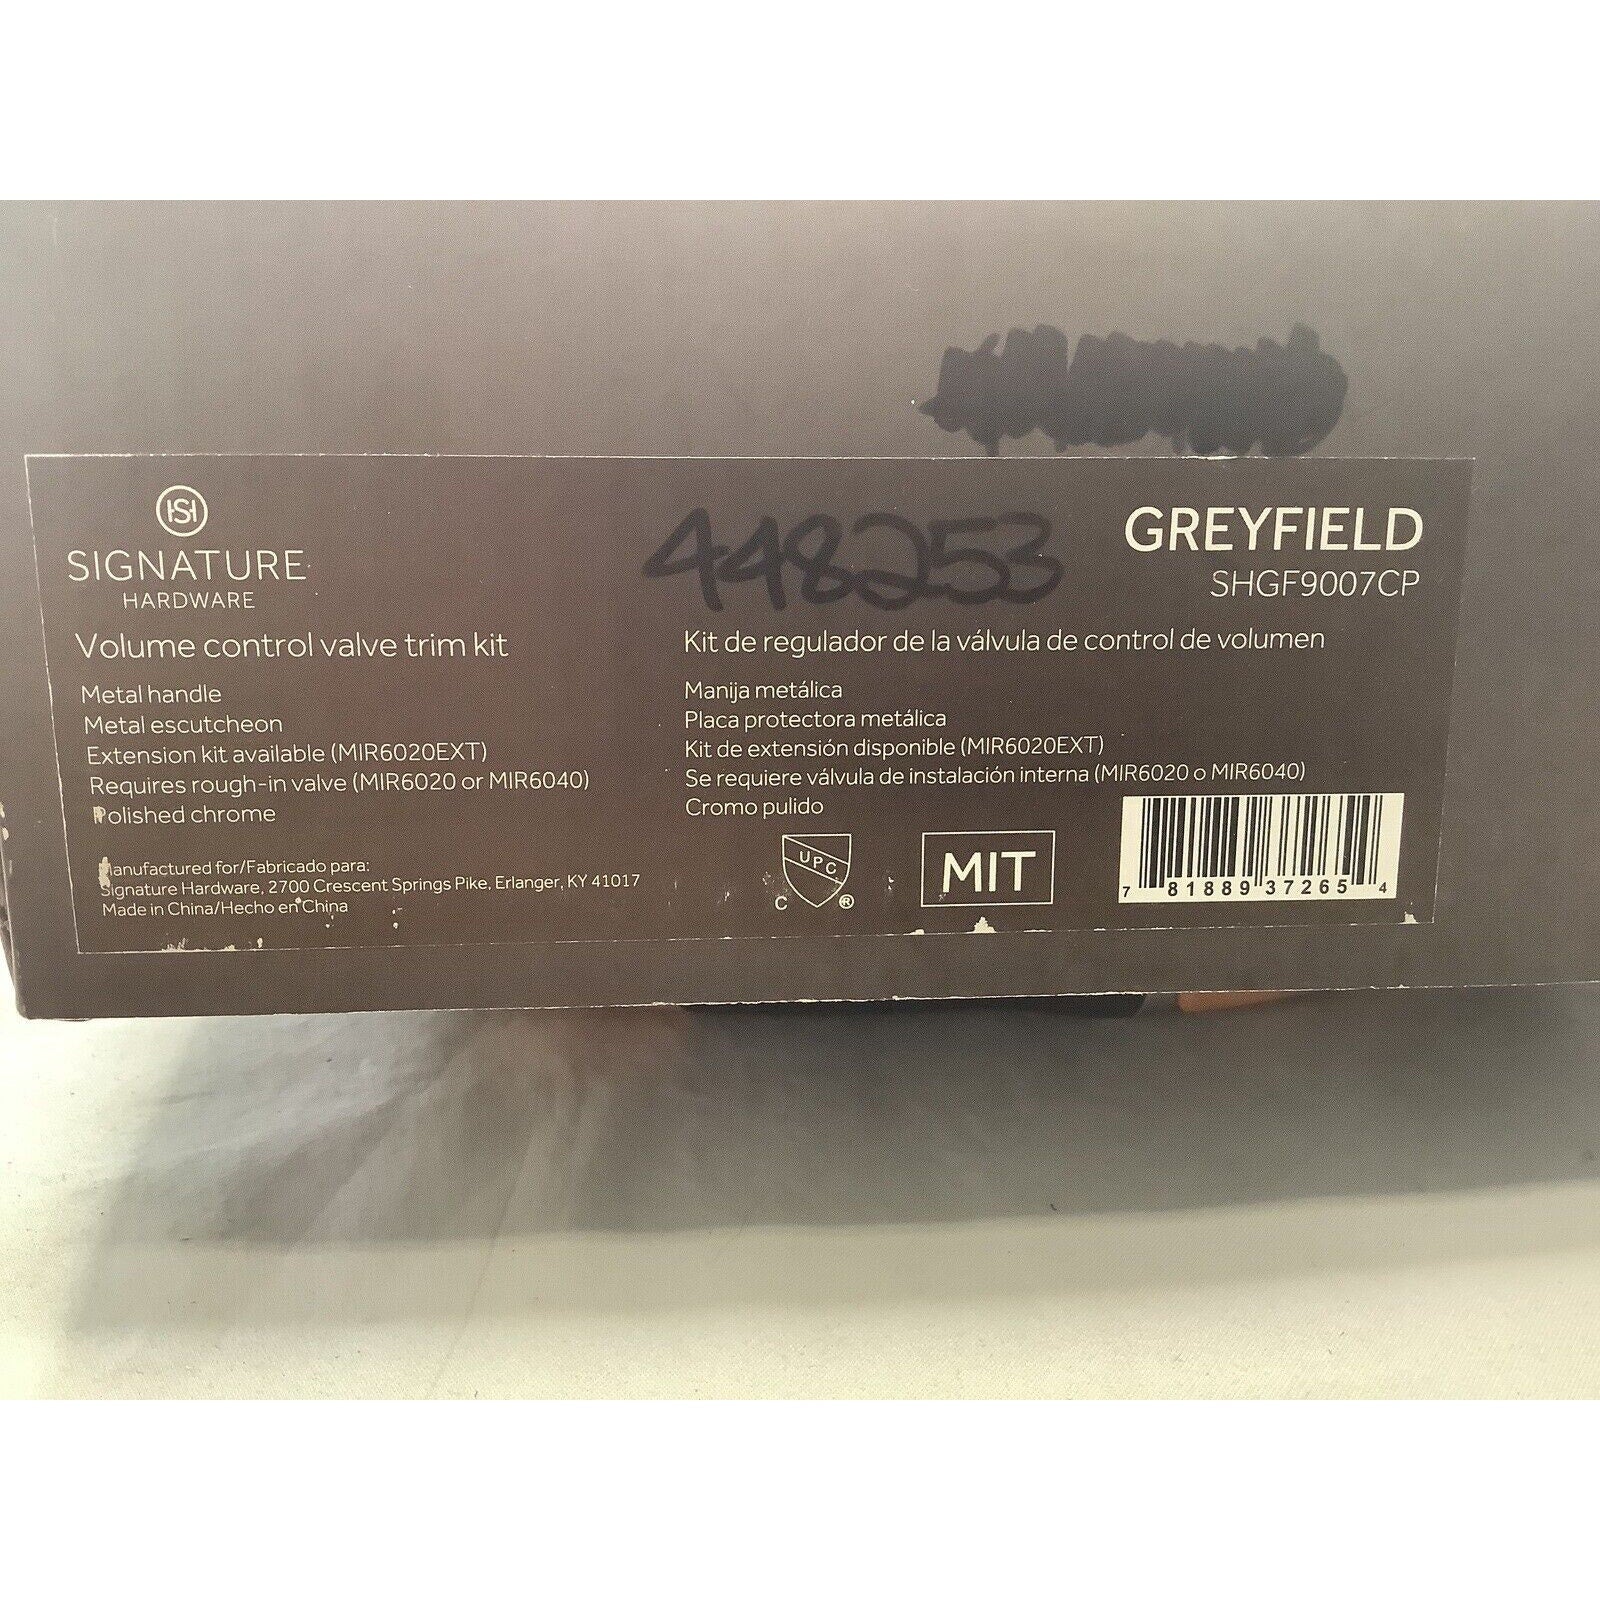 SH
SIGNATURE
HARDWARE
448253
GREYFIELD
SHGF9007CP
Volume control valve trim kit
Metal handle
Metal escutcheon
Extension kit available (MIR6020EXT)
Requires rough-in valve (MIR6020 or MIR6040)
Polished chrome
Manufactured for/Fabricado para:
Signature Hardware, 2700 Crescent Springs Pike, Erlanger, KY 41017
Made in China/Hecho en China
Kit de regulador de la válvula de control de volumen
Manija metálica
Placa protectora metálica
Kit de extensión disponible (MIR6020EXT)
Se requiere válvula de instalación interna (MIR6020 o MIR6040)
Cromo pulido
UPC
C ®
MIT
7 81889 37265 4